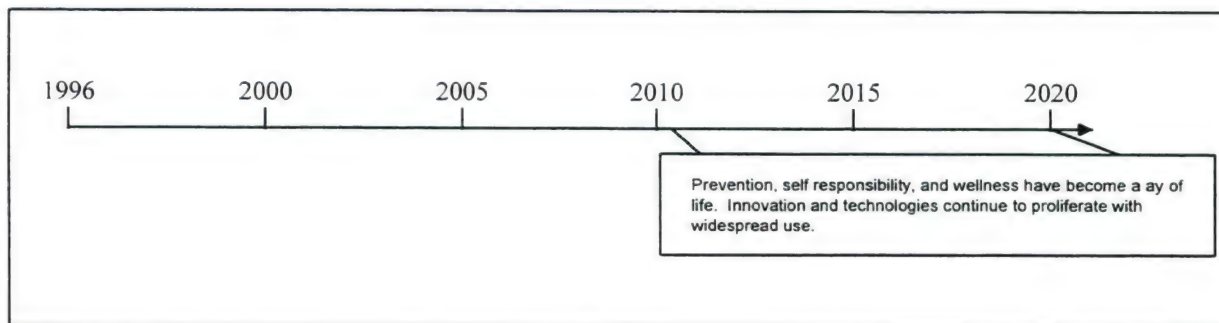 1996 2000 2005 2010 2015 2020
Prevention, self responsibility, and wellness have become a ay of
life. Innovation and technologies continue to proliferate with
widespread use.